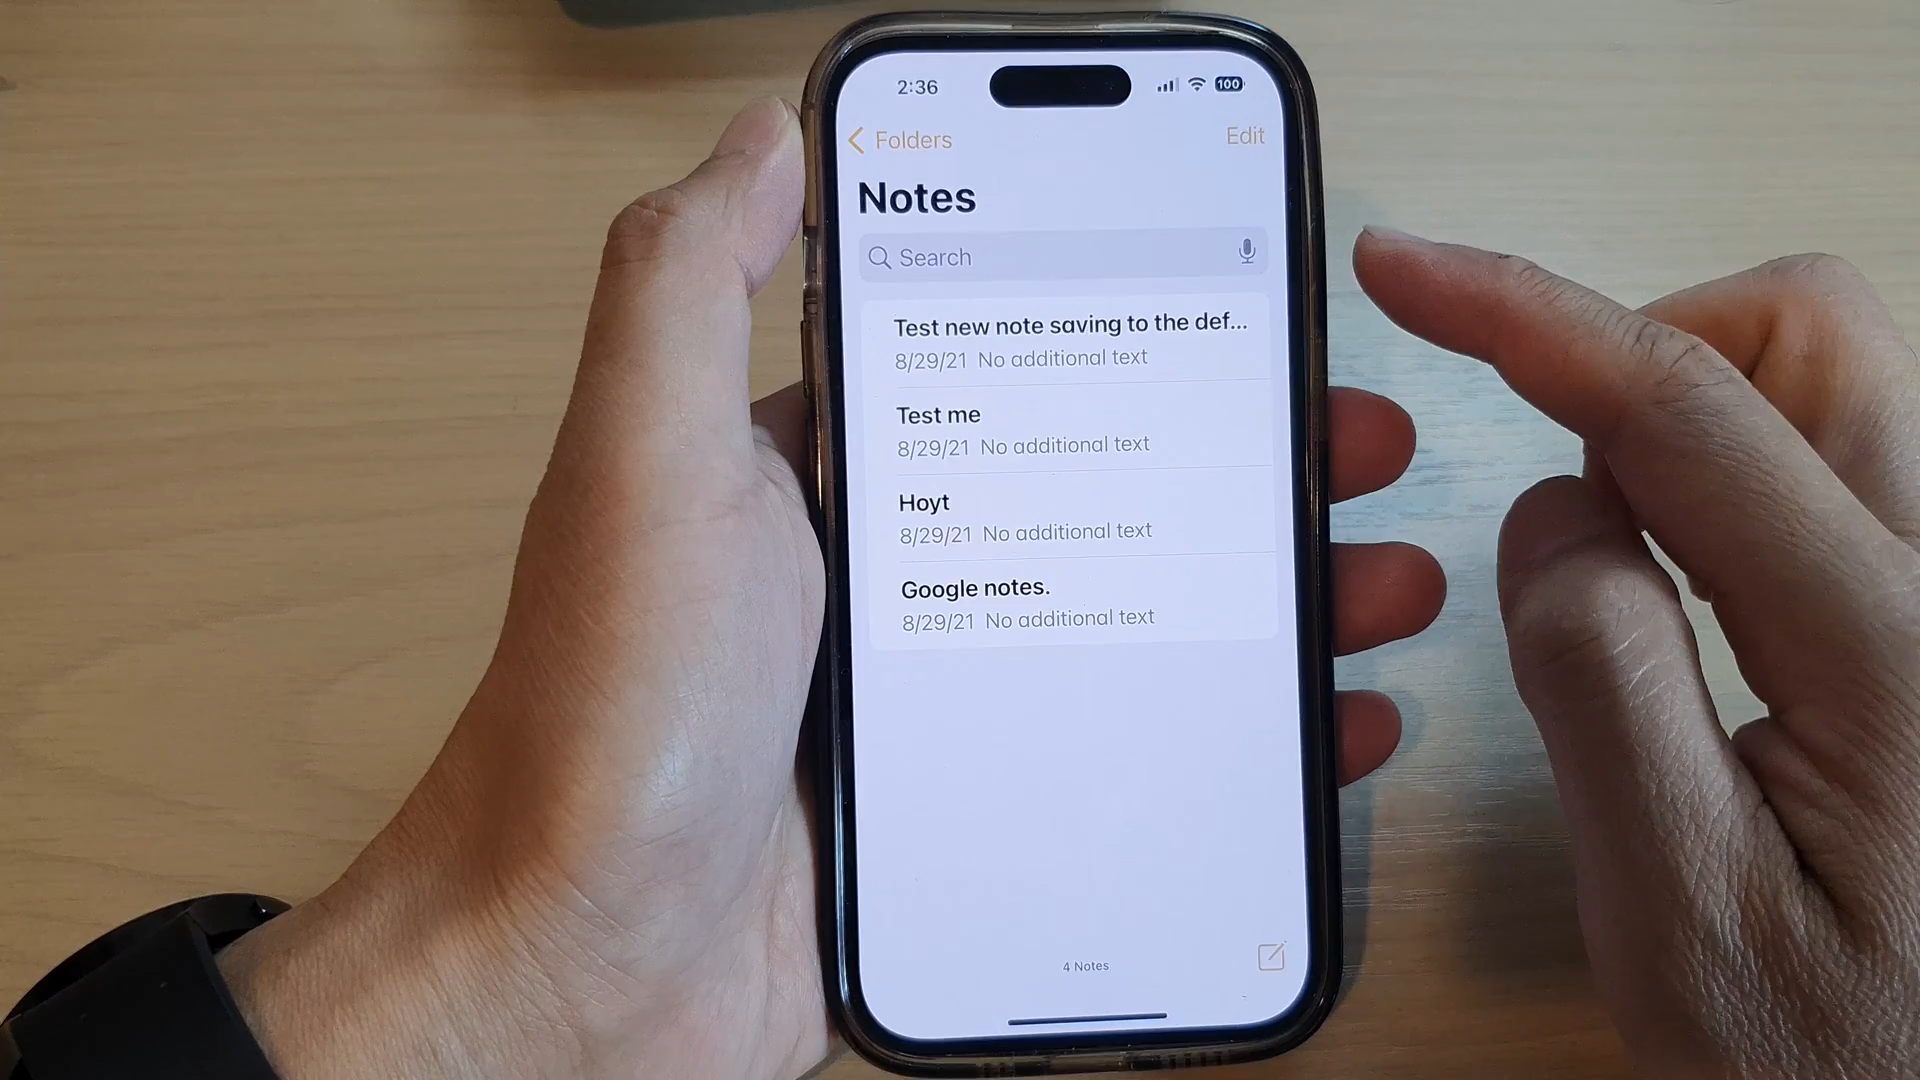 2:36
100
Folders
Edit
Notes
Search
Test new note saving to the def...
8/29/21 No additional text
Test me
8/29/21 No additional text
Hoyt
8/29/21 No additional text
Google notes.
8/29/21 No additional text
4 Notes